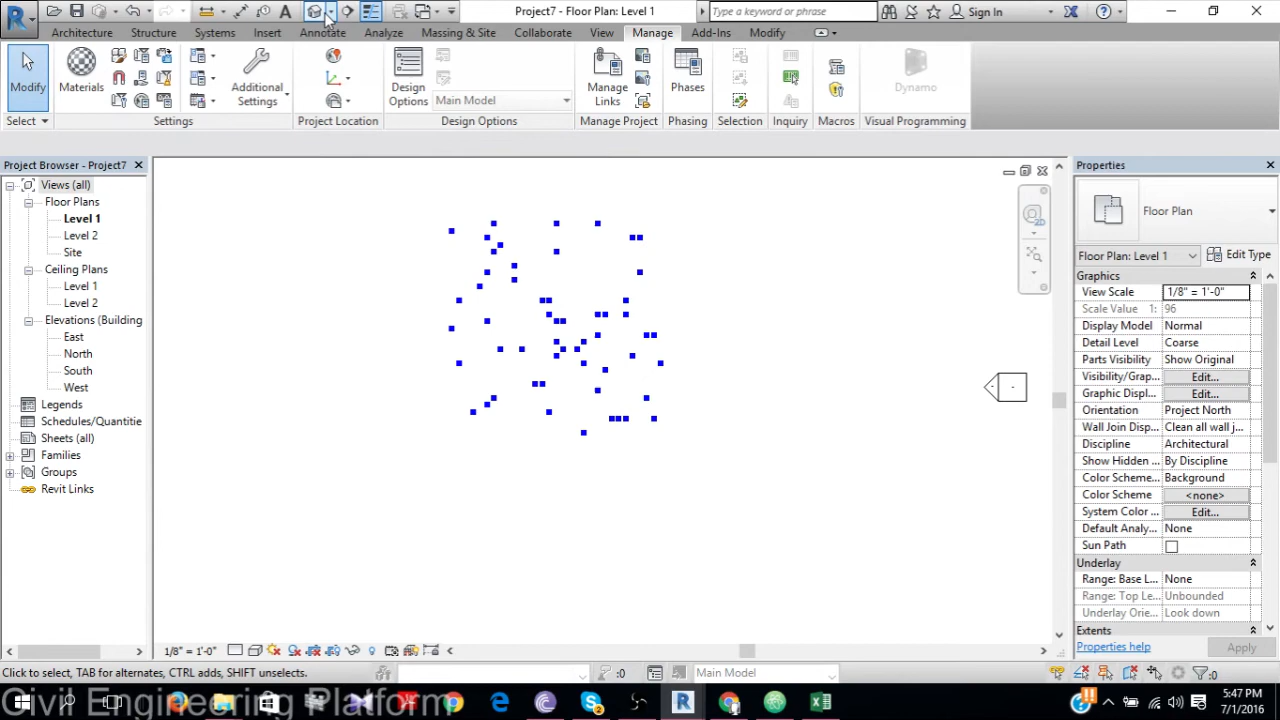 Project7 - Floor Plan: Level 1
Type a keyword or phrase
Sign In
Architecture Structure Systems Insert Annotate Analyze Massing & Site Collaborate View Manage Add-Ins Modify
Modify
Materials
Additional Settings
Design Options
Main Model
Manage Links
Phases
Dynamo
Select
Settings
Project Location
Design Options
Manage Project
Phasing
Selection
Inquiry
Macros
Visual Programming
Project Browser - Project7
Views (all)
Floor Plans
Level 1
Level 2
Site
Ceiling Plans
Level 1
Level 2
Elevations (Building
East
North
South
West
Legends
Schedules/Quantitie
Sheets (all)
Families
Groups
Revit Links
2D
Properties
Floor Plan
Floor Plan: Level 1 Edit Type
Graphics
View Scale 1/8" = 1'-0"
Scale Value 1: 96
Display Model Normal
Detail Level Coarse
Parts Visibility Show Original
Visibility/Grap... Edit...
Graphic Displ... Edit...
Orientation Project North
Wall Join Disp... Clean all wall j...
Discipline Architectural
Show Hidden ... By Discipline
Color Scheme... Background
Color Scheme <none>
System Color ... Edit...
Default Analy... None
Sun Path
Underlay
Range: Base L... None
Range: Top Le... Unbounded
Underlay Orie... Look down
Extents
Properties help Apply
1/8" = 1'-0"
Click to select, TAB for alternates, CTRL adds, SHIFT unselects.
:0
Main Model
:0
Civil Engineering Platform
5:47 PM
7/1/2016